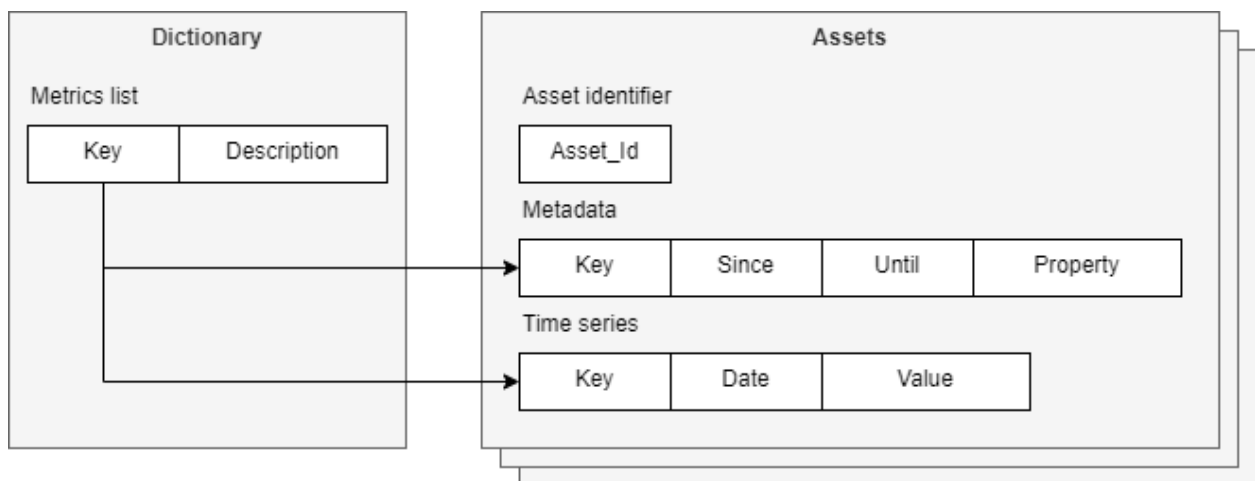 Dictionary
Metrics list
Key Description
Assets
Asset identifier
Asset_Id
Metadata
Key Since Until Property
Time series
Key Date Value